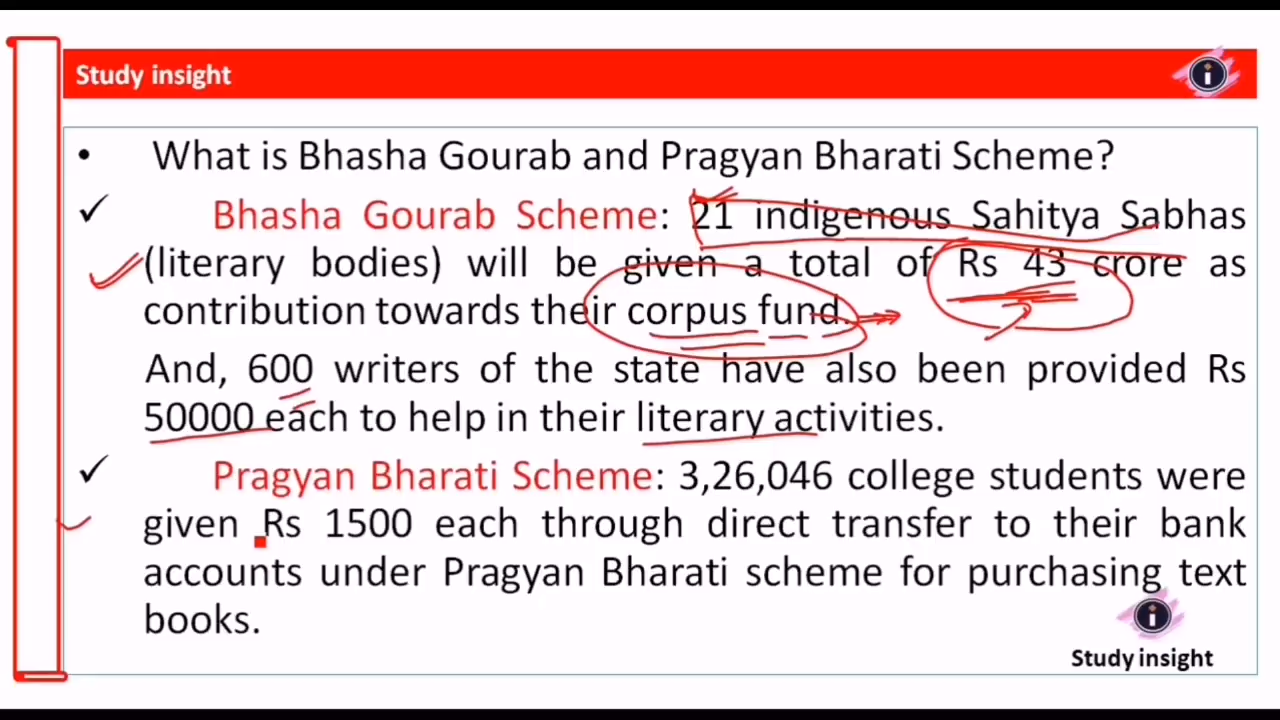 Study insight
i
• What is Bhasha Gourab and Pragyan Bharati Scheme?
✓ Bhasha Gourab Scheme: 21 indigenous Sahitya Sabhas
(literary bodies) will be given a total of Rs 43 crore as
contribution towards their corpus fund.
And, 600 writers of the state have also been provided Rs
50000 each to help in their literary activities.
✓ Pragyan Bharati Scheme: 3,26,046 college students were
given Rs 1500 each through direct transfer to their bank
accounts under Pragyan Bharati scheme for purchasing text
books.
i
Study insight